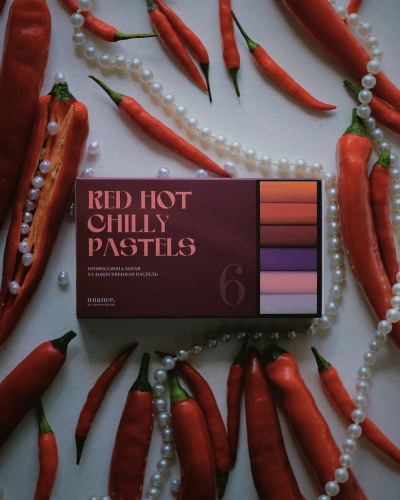 RED HOT
CHILLY
PASTELS
ПРОФЕССИОНАЛЬНАЯ
ХУДОЖЕСТВЕННАЯ ПАСТЕЛЬ
6
nuance.